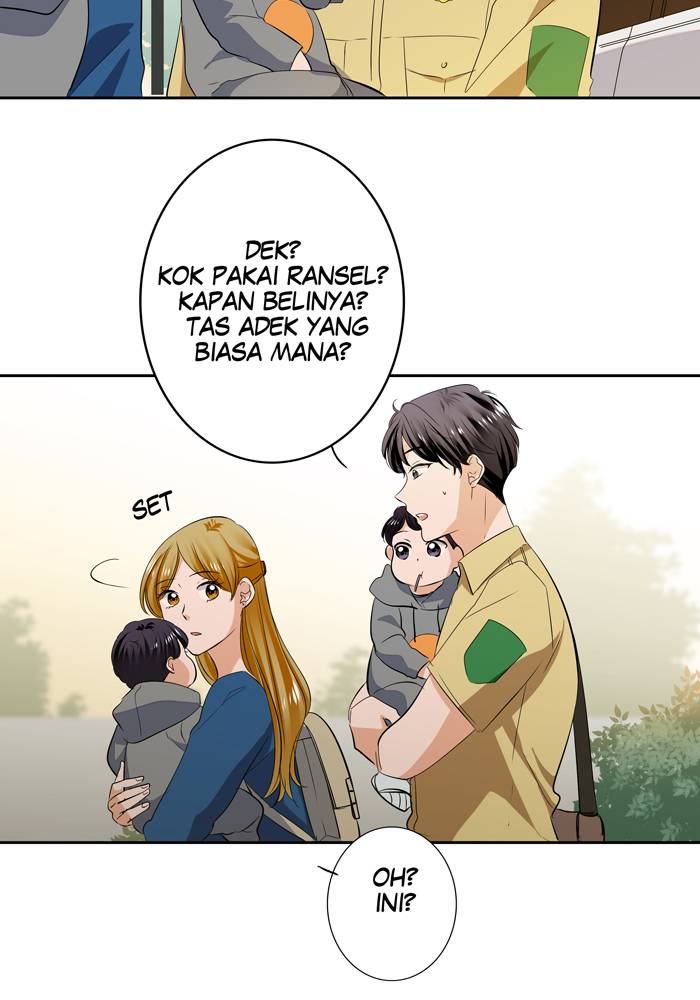 DEK?
KOK PAKAI RANSEL?
KAPAN BELINYA?
TAS ADEK YANG
BIASA MANA?
SET
OH?
INI?